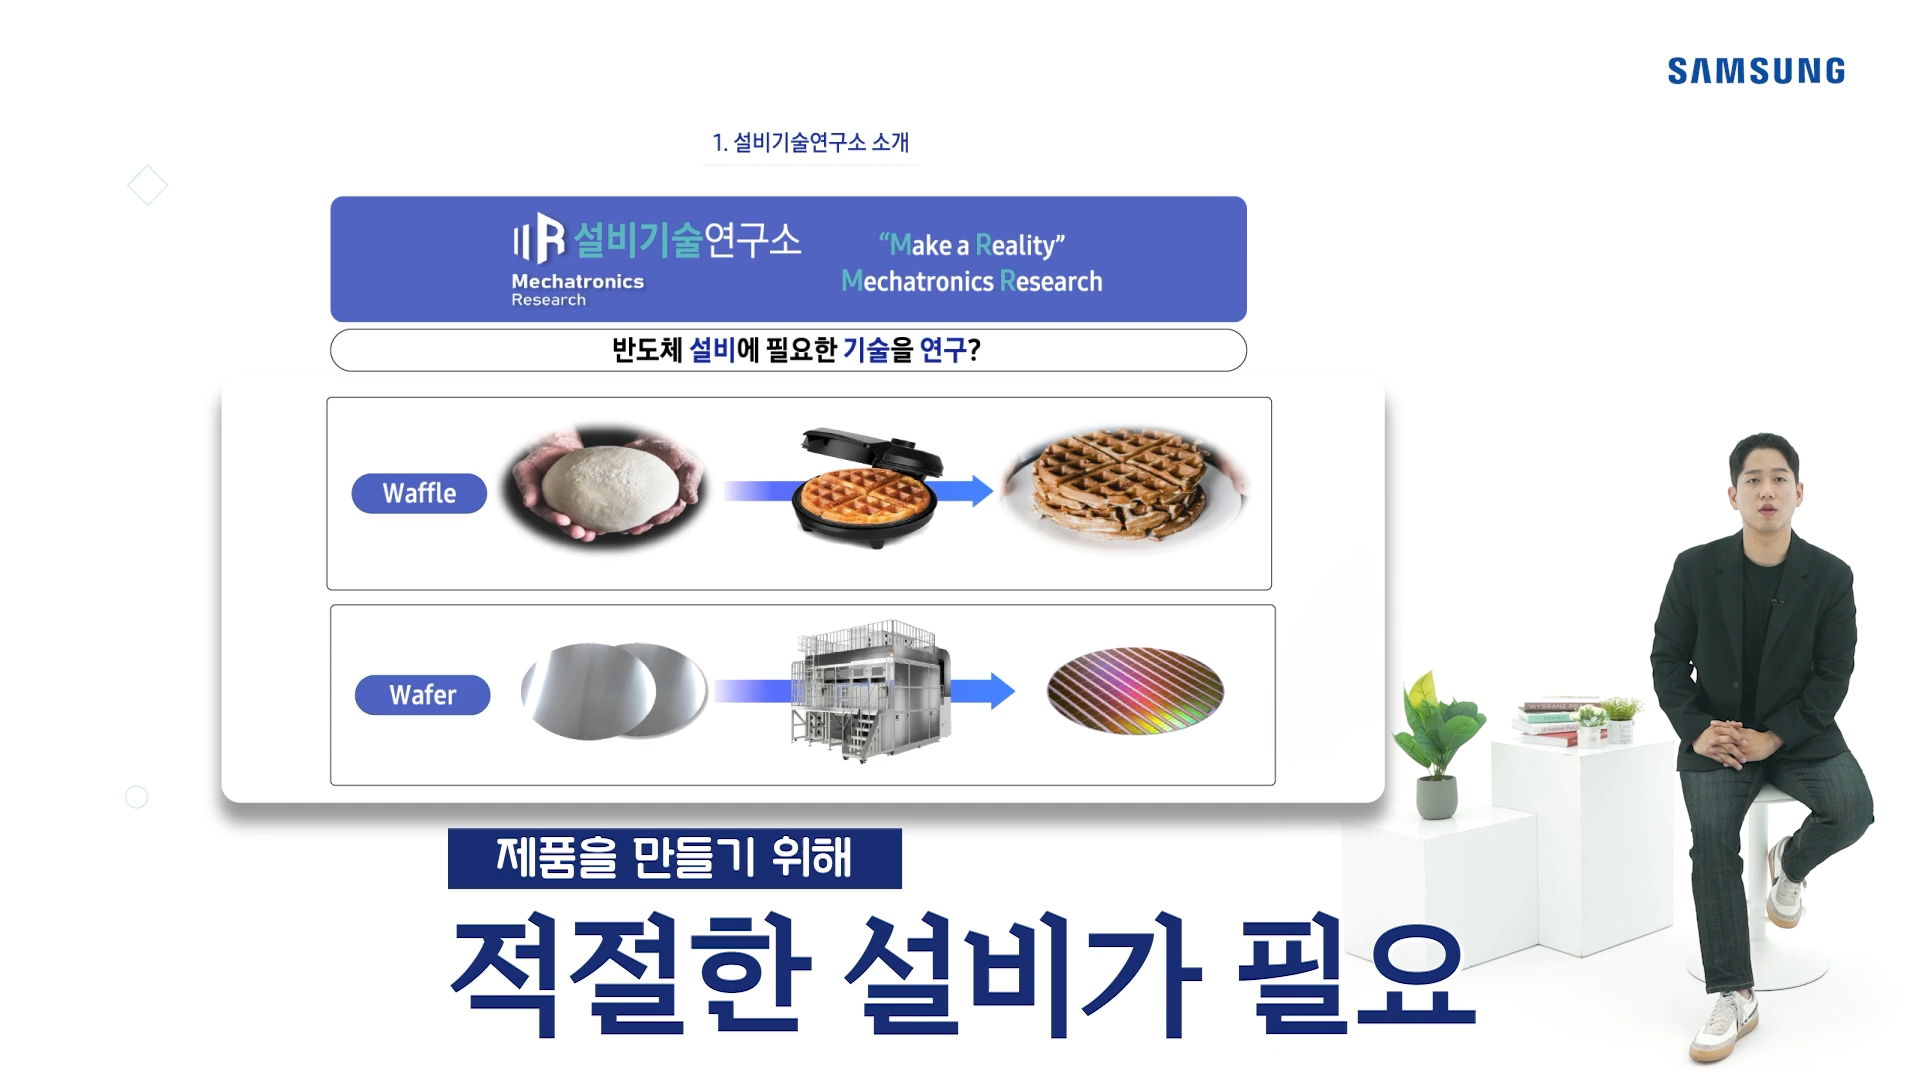 SAMSUNG
1. 설비기술연구소 소개
설비기술연구소
Mechatronics
Research
“Make a Reality”
Mechatronics Research
반도체 설비에 필요한 기술을 연구?
Waffle
Wafer
WYBRANE
제품을 만들기 위해
적절한 설비가 필요